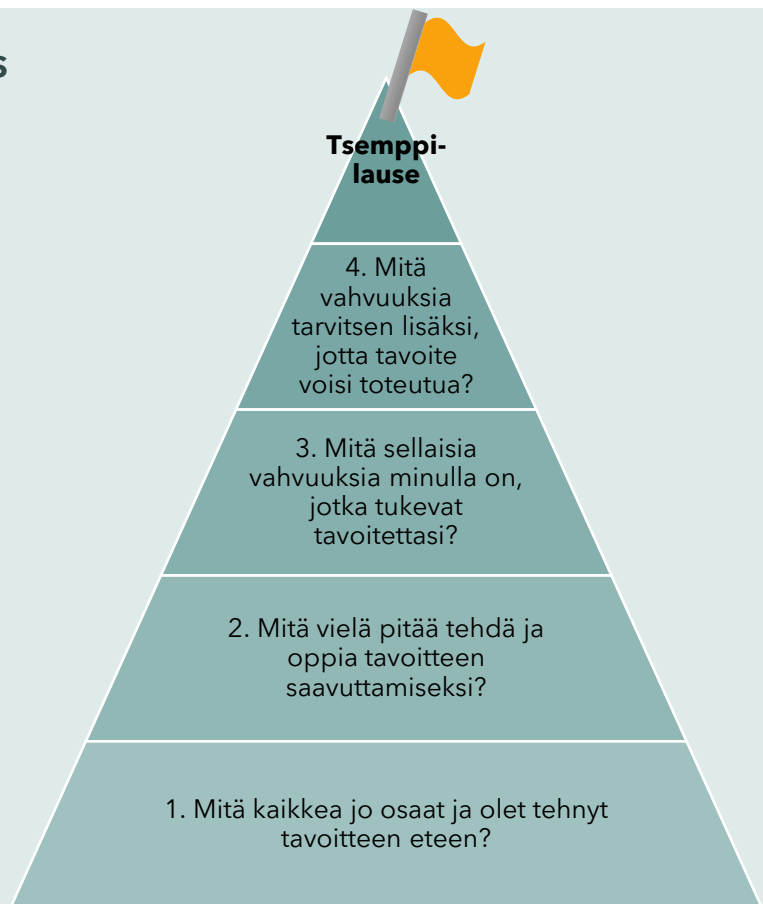 s
Tsemppi-
lause
4. Mitä
vahvuuksia
tarvitsen lisäksi,
jotta tavoite
voisi toteutua?
3. Mitä sellaisia
vahvuuksia minulla on,
jotka tukevat
tavoitettasi?
2. Mitä vielä pitää tehdä ja
oppia tavoitteen
saavuttamiseksi?
1. Mitä kaikkea jo osaat ja olet tehnyt
tavoitteen eteen?